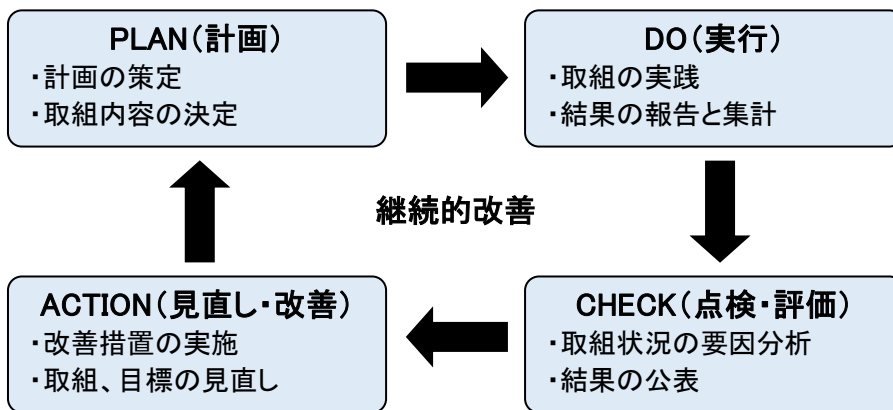 PLAN(計画)
・計画の策定
・取組内容の決定
DO(実行)
・取組の実践
・結果の報告と集計
継続的改善
ACTION(見直し・改善)
・改善措置の実施
・取組、目標の見直し
CHECK(点検・評価)
・取組状況の要因分析
・結果の公表